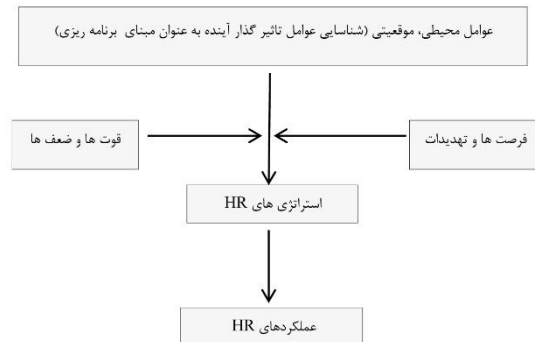 عوامل محیطی، موقعیتی (شناسایی عوامل تاثیر گذار آینده به عنوان مبنای برنامه ریزی)
فرصت ها و تهدیدات
قوت ها و ضعف ها
استراتژی های HR
عملکردهای HR